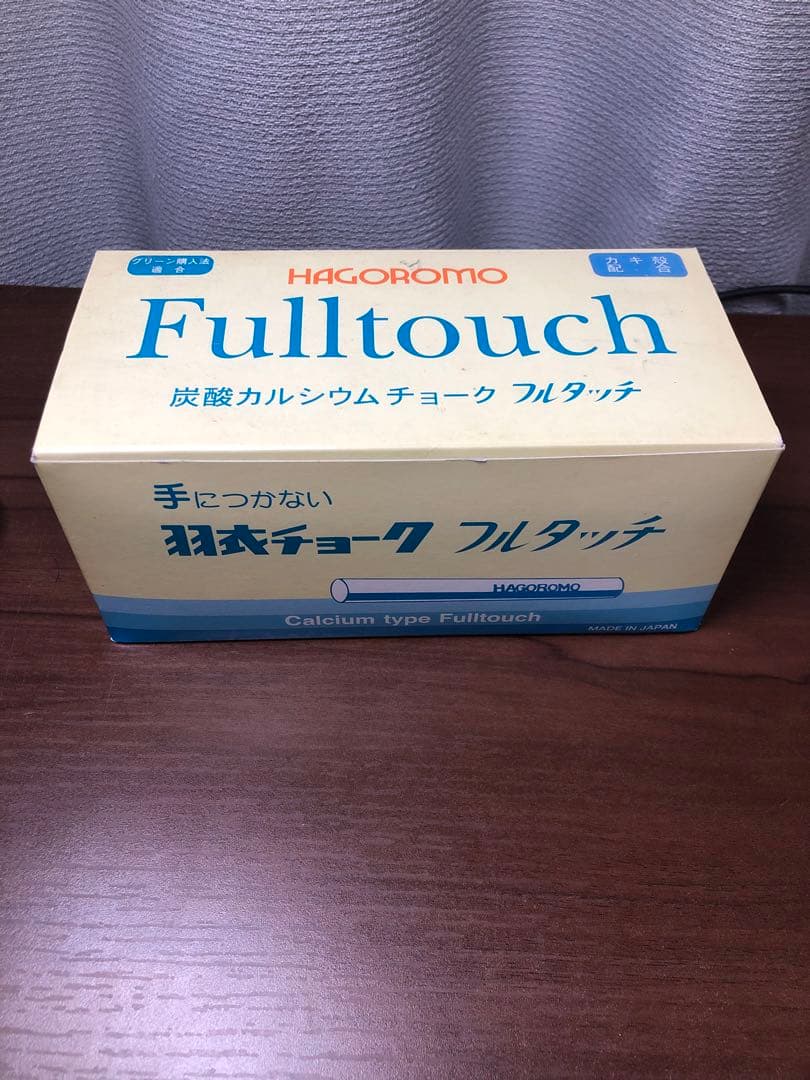 グリーン購入法
適合
HAGOROMO
カキ殻
配・合
Fulltouch
炭酸カルシウムチョーク フルタッチ
手につかない
羽衣チョーク フルタッチ
HAGOROMO
Calcium type Fulltouch
MADE IN JAPAN